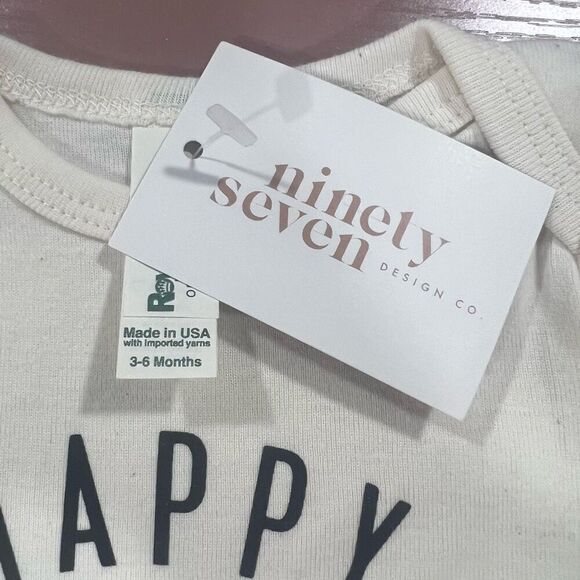 ninety
seven
DESIGN CO.
Made in USA
with imported yarns
3-6 Months
APPY